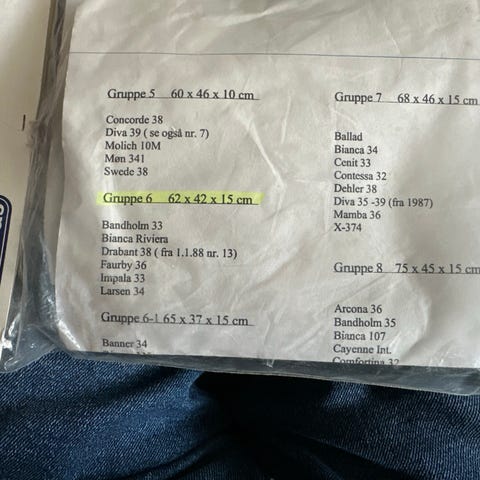 Gruppe 5 60 x 46 x 10 cm
Concorde 38
Diva 39 ( se også nr. 7)
Molich 10M
Møn 341
Swede 38
Gruppe 6 62 x 42 x 15 cm
Bandholm 33
Bianca Riviera
Drabant 38 ( fra 1.1.88 nr. 13)
Faurby 36
Impala 33
Larsen 34
Gruppe 6-1 65 x 37 x 15 cm
Banner 34
Gruppe 7 68 x 46 x 15 cm
Ballad
Bianca 34
Cenit 33
Contessa 32
Dehler 38
Diva 35 -39 (fra 1987)
Mamba 36
X-374
Gruppe 8 75 x 45 x 15 cm
Arcona 36
Bandholm 35
Bianca 107
Cayenne Int.
Comfortina 32